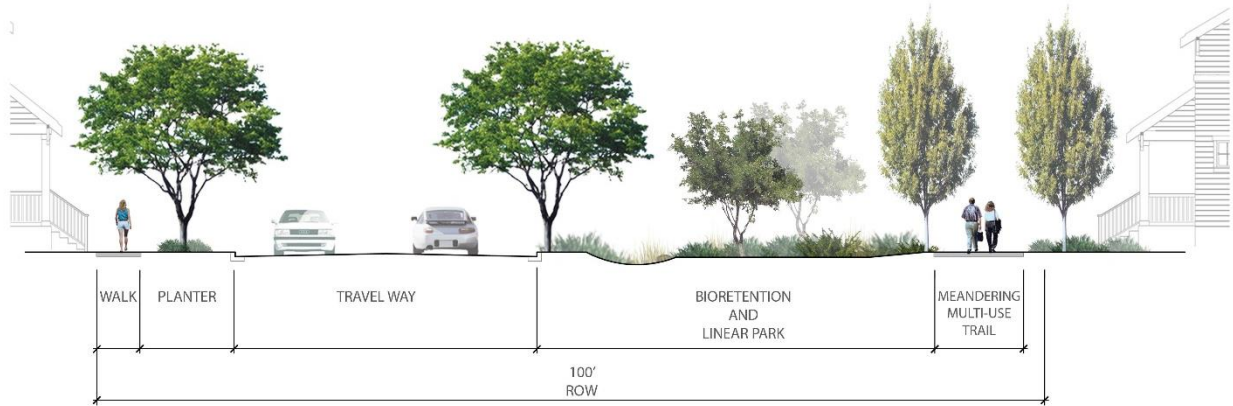 WALK
PLANTER
TRAVEL WAY
BIORETENTION
AND
LINEAR PARK
MEANDERING
MULTI-USE
TRAIL
100'
ROW